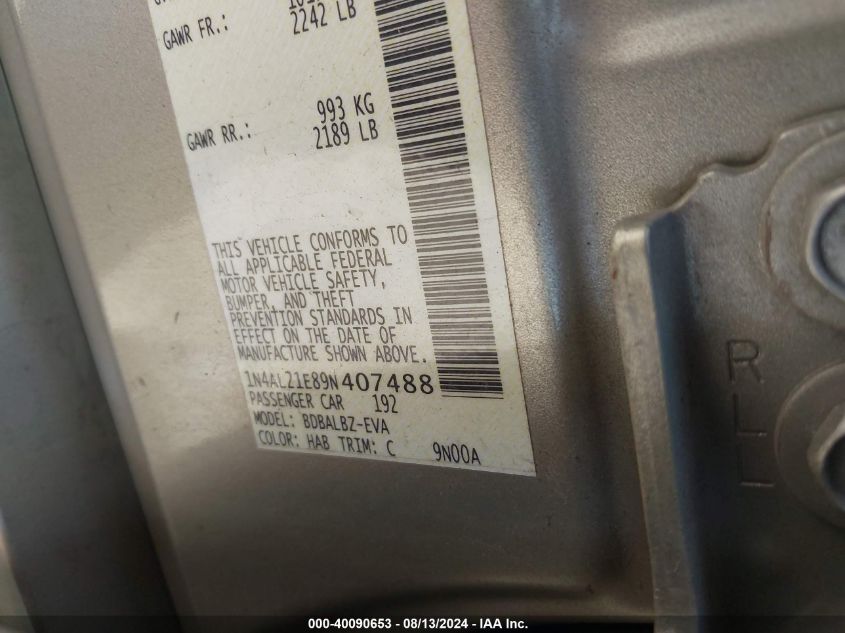 GAWR FR.: 2242 LB
993 KG
GAWR RR.: 2189 LB
THIS VEHICLE CONFORMS TO
ALL APPLICABLE FEDERAL
MOTOR VEHICLE SAFETY,
BUMPER, AND THEFT
PREVENTION STANDARDS IN
EFFECT ON THE DATE OF
MANUFACTURE SHOWN ABOVE.
1N4AL21E89N407488
PASSENGER CAR 192
MODEL: BDBALBZ-EVA
COLOR: HAB TRIM: C 9N00A
R
L
L
000-40090653 - 08/13/2024 - IAA Inc.